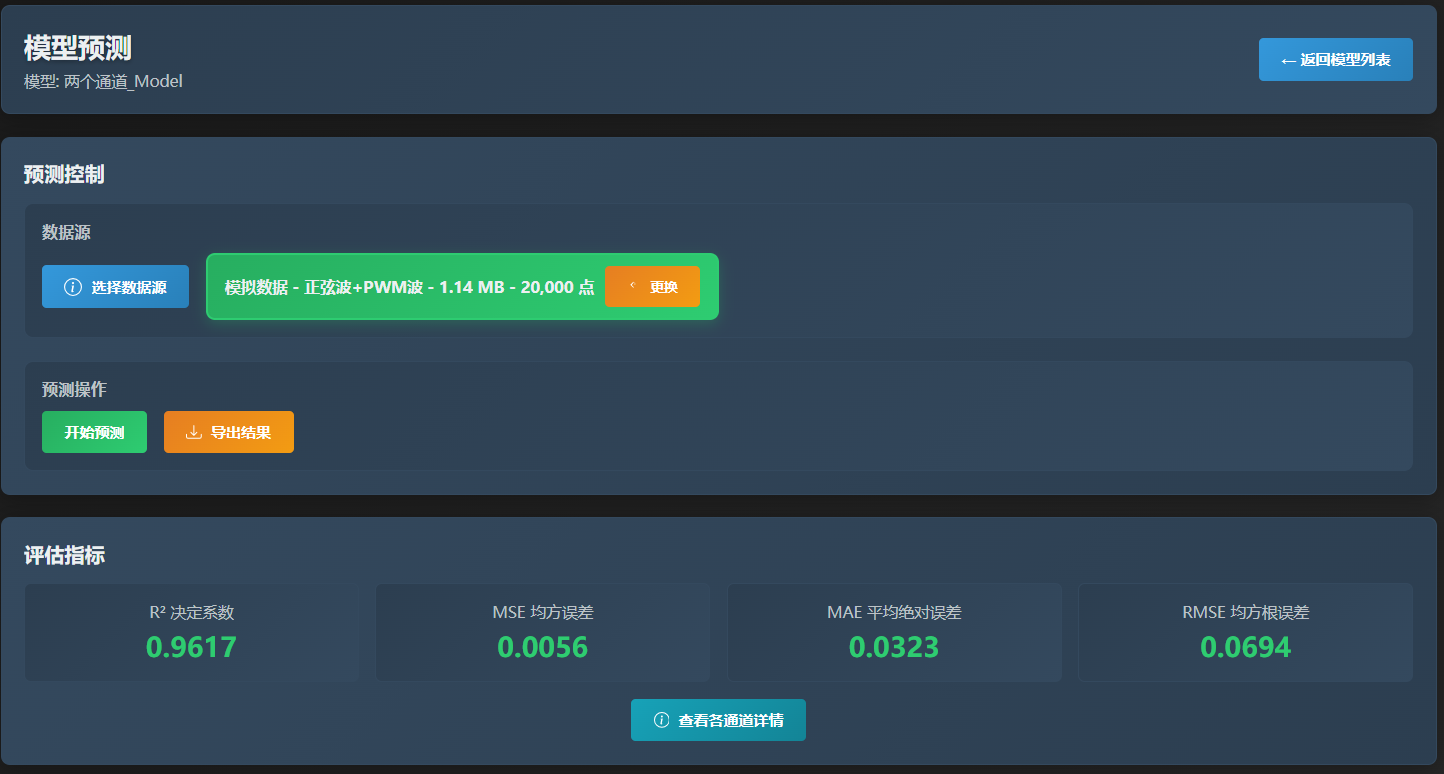 模型预测
模型: 两个通道_Model
← 返回模型列表
预测控制
数据源
选择数据源
模拟数据 - 正弦波+PWM波 - 1.14 MB - 20,000 点
更换
预测操作
开始预测
导出结果
评估指标
R² 决定系数
0.9617
MSE 均方误差
0.0056
MAE 平均绝对误差
0.0323
RMSE 均方根误差
0.0694
查看各通道详情